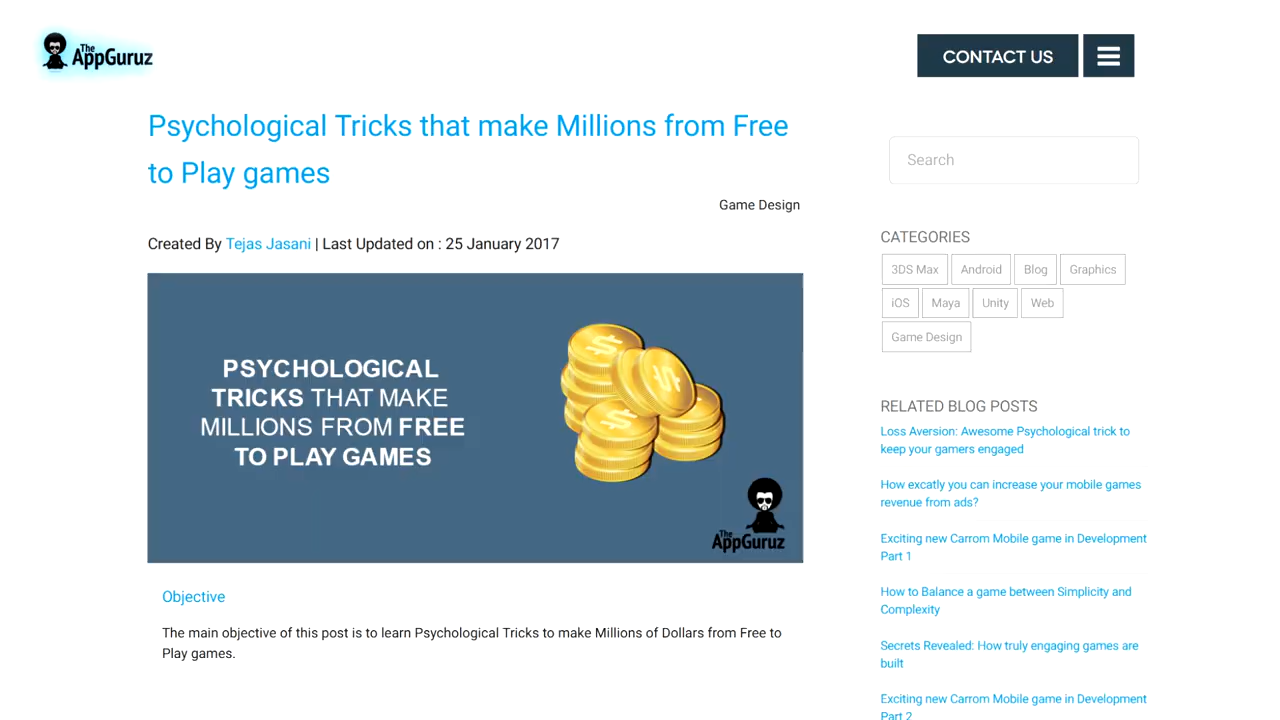 The
AppGuruz
CONTACT US
Psychological Tricks that make Millions from Free
to Play games
Game Design
Created By Tejas Jasani | Last Updated on : 25 January 2017
PSYCHOLOGICAL
TRICKS THAT MAKE
MILLIONS FROM FREE
TO PLAY GAMES
The
AppGuruz
Objective
The main objective of this post is to learn Psychological Tricks to make Millions of Dollars from Free to
Play games.
Search
CATEGORIES
3DS Max Android Blog Graphics
iOS Maya Unity Web
Game Design
RELATED BLOG POSTS
Loss Aversion: Awesome Psychological trick to
keep your gamers engaged
How excatly you can increase your mobile games
revenue from ads?
Exciting new Carrom Mobile game in Development
Part 1
How to Balance a game between Simplicity and
Complexity
Secrets Revealed: How truly engaging games are
built
Exciting new Carrom Mobile game in Development
Part 2